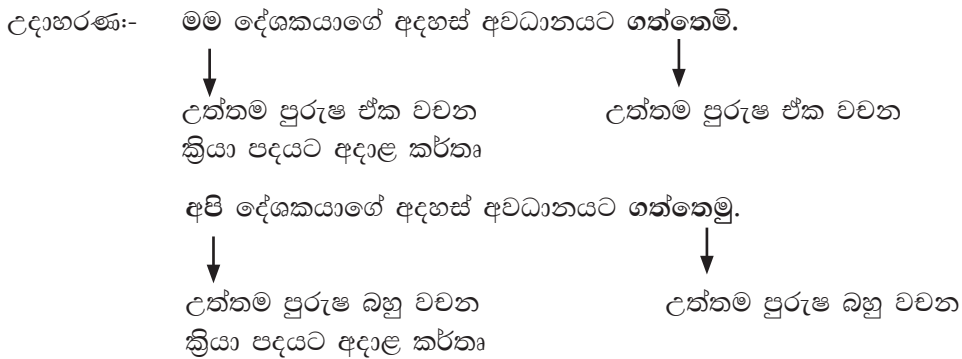 උදාහරණ:- මම දේශකයාගේ අදහස් අවධානයට ගත්තෙමි.
උත්තම පුරුෂ ඒක වචන උත්තම පුරුෂ ඒක වචන
ක්‍රියා පදයට අදාළ කර්තෘ
අපි දේශකයාගේ අදහස් අවධානයට ගත්තෙමු.
උත්තම පුරුෂ බහු වචන උත්තම පුරුෂ බහු වචන
ක්‍රියා පදයට අදාළ කර්තෘ